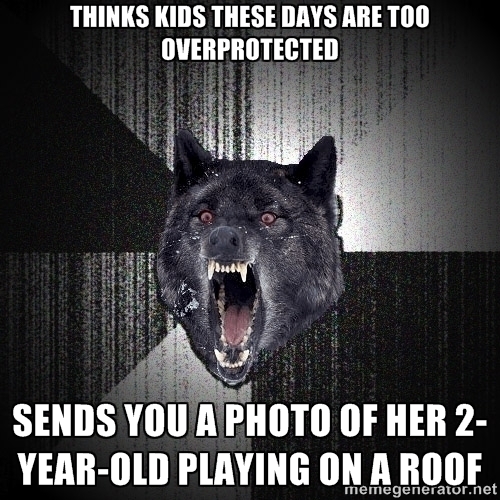 THINKS KIDS THESE DAYS ARE TOO
OVERPROTECTED
SENDS YOU A PHOTO OF HER 2-
YEAR-OLD PLAYING ON A ROOF
memegenerator.net